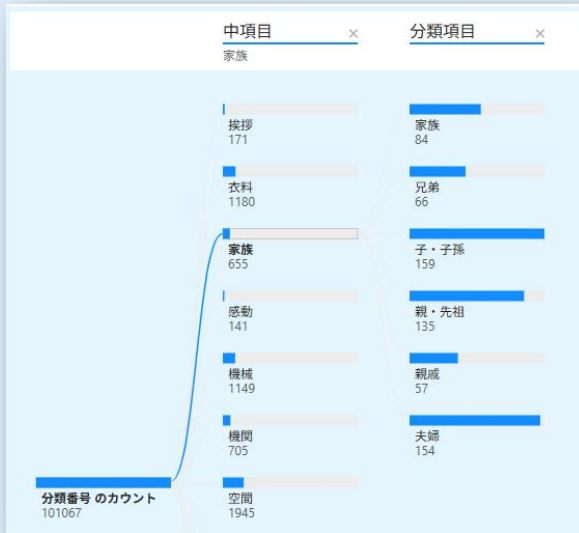 中項目 ×
家族
分類項目 ×
挨拶
171
衣料
1180
家族
655
感動
141
機械
1149
機関
705
空間
1945
家族
84
兄弟
66
子・子孫
159
親・先祖
135
親戚
57
夫婦
154
分類番号 のカウント
101067